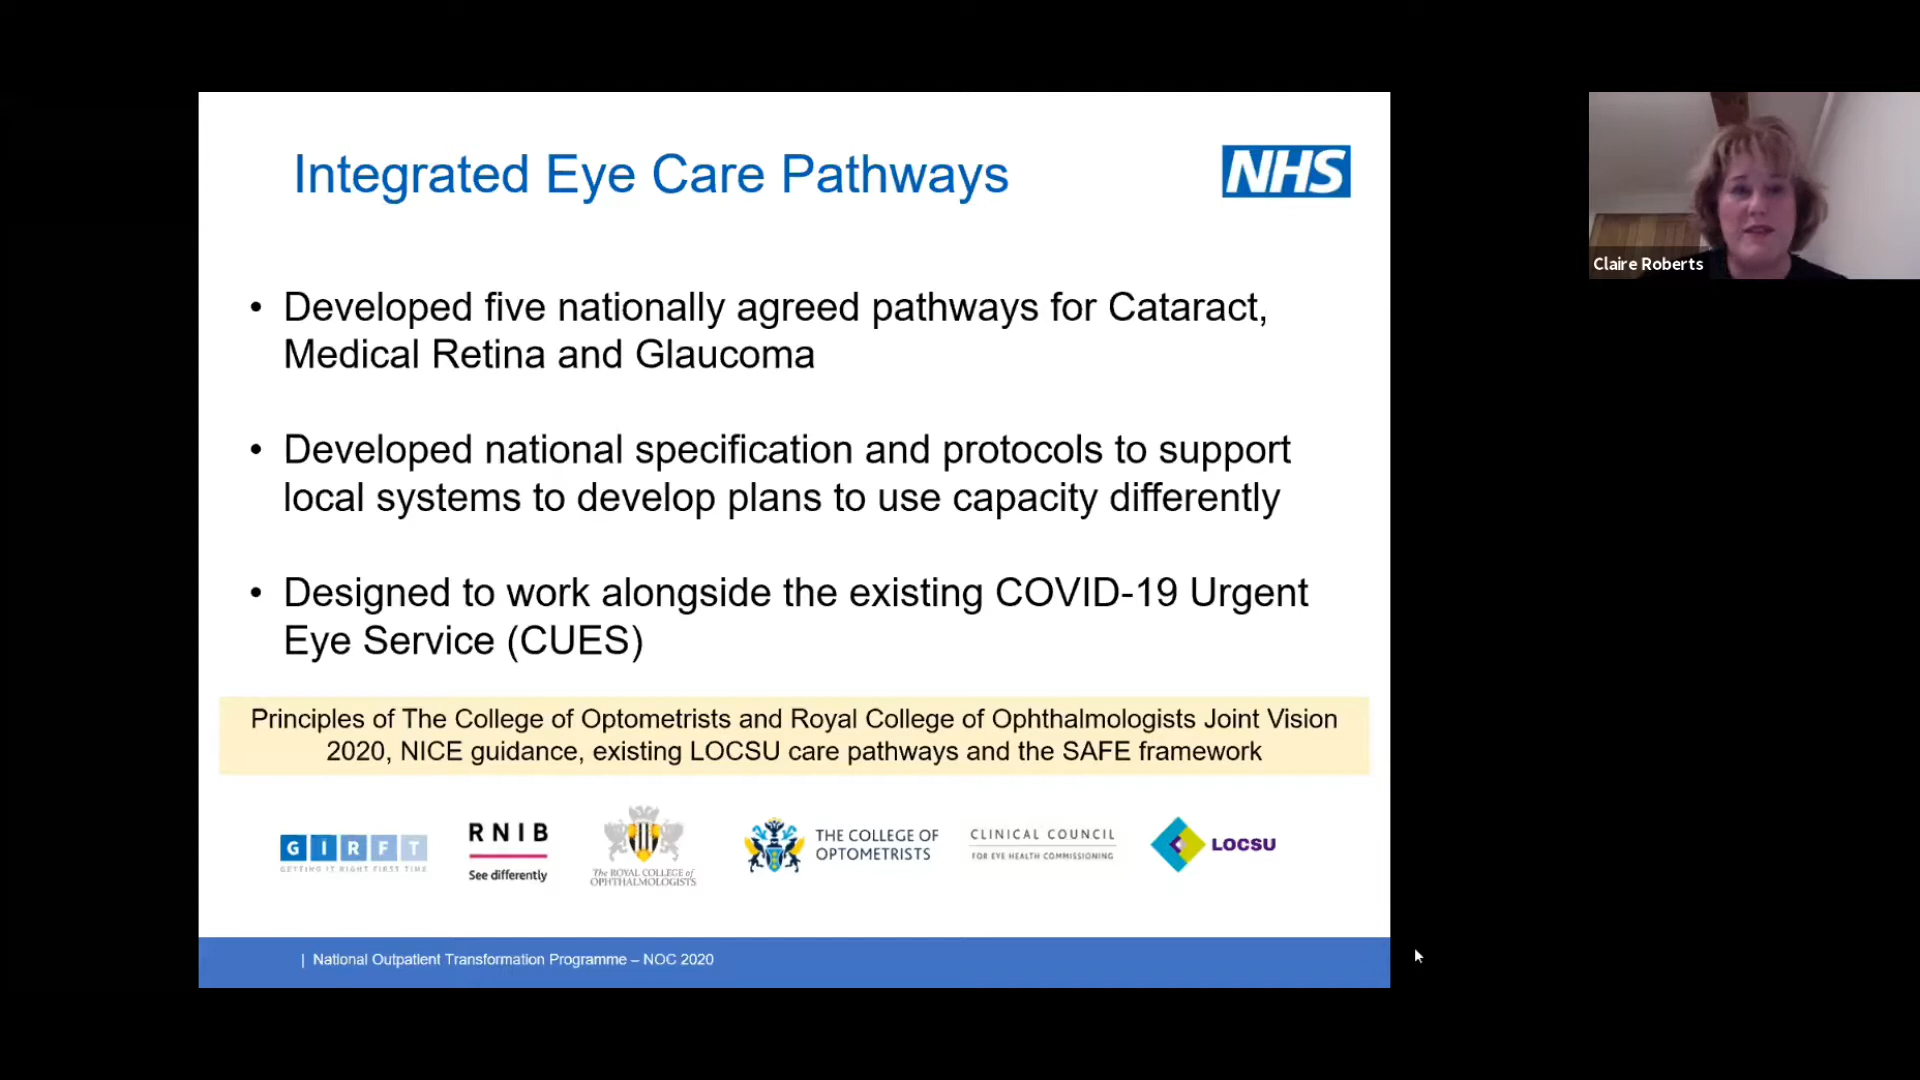 Integrated Eye Care Pathways
NHS
Claire Roberts
• Developed five nationally agreed pathways for Cataract,
Medical Retina and Glaucoma
• Developed national specification and protocols to support
local systems to develop plans to use capacity differently
• Designed to work alongside the existing COVID-19 Urgent
Eye Service (CUES)
Principles of The College of Optometrists and Royal College of Ophthalmologists Joint Vision
2020, NICE guidance, existing LOCSU care pathways and the SAFE framework
GIRFT
GETTING IT RIGHT FIRST TIME
RNIB
See differently
The ROYAL COLLEGE of
OPHTHALMOLOGISTS
THE COLLEGE OF
OPTOMETRISTS
CLINICAL COUNCIL
FOR EYE HEALTH COMMISSIONING
LOCSU
| National Outpatient Transformation Programme – NOC 2020